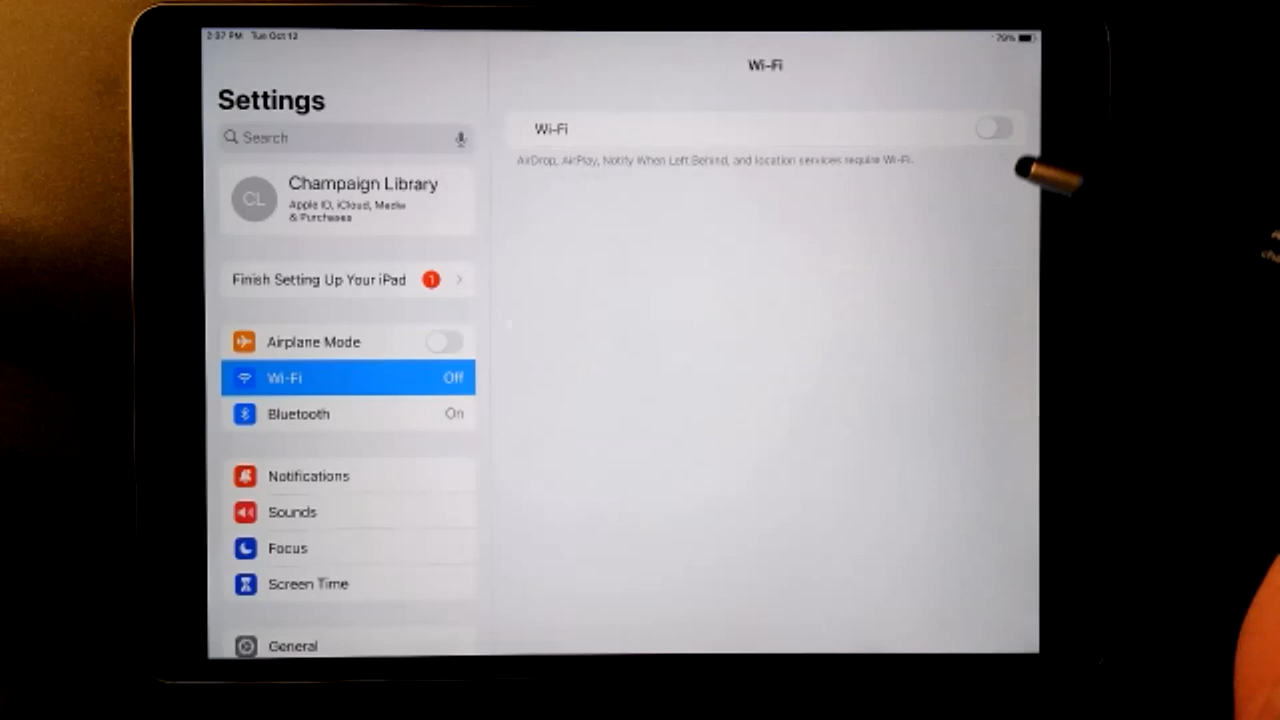 2:37 PM Tue Oct 12
79%
Wi-Fi
Settings
Search
Wi-Fi
AirDrop, AirPlay, Notify When Left Behind, and location services require Wi-Fi.
CL
Champaign Library
Apple ID, iCloud, Media
& Purchases
Finish Setting Up Your iPad
1
Airplane Mode
Wi-Fi
Off
Bluetooth
On
Notifications
Sounds
Focus
Screen Time
General